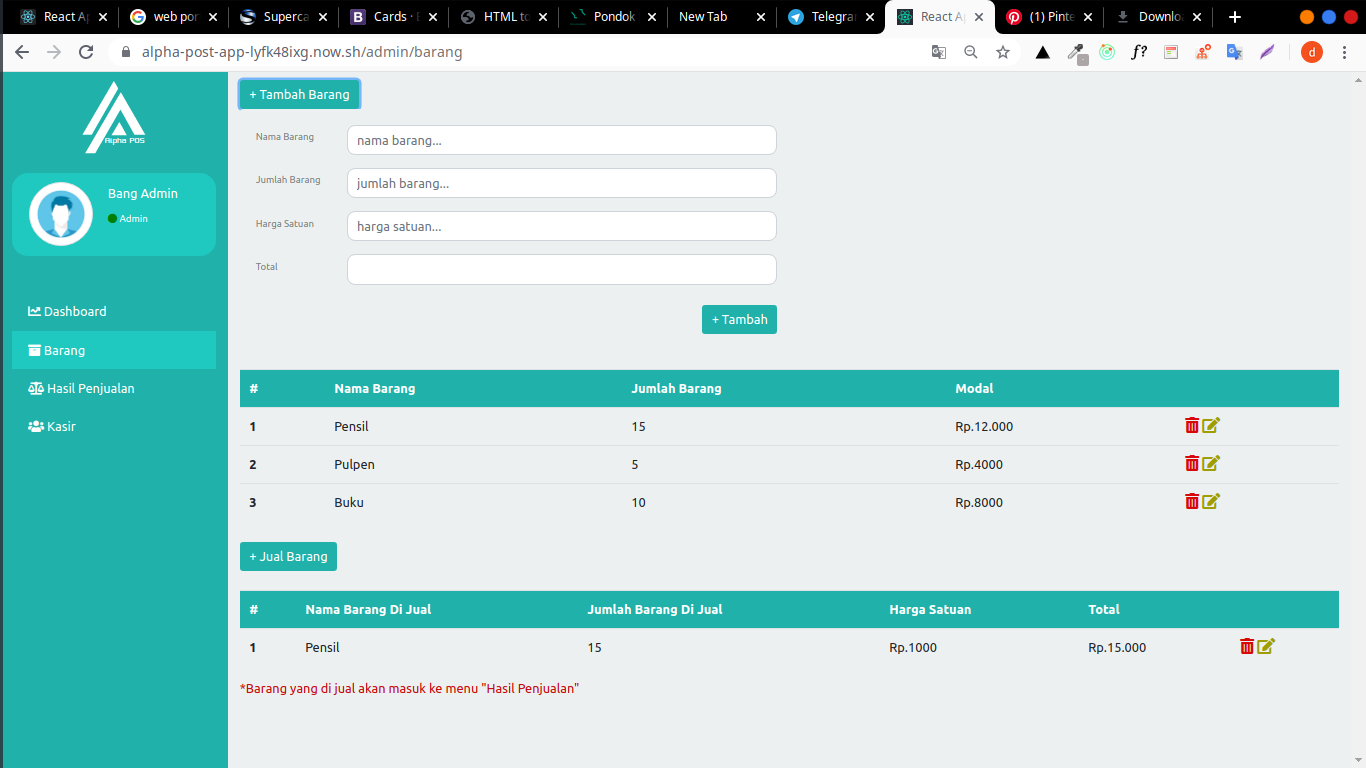 React Ap
web por
Superca
Cards · B
HTML to
Pondok
New Tab
Telegra
React Ap
(1) Pinte
Downlo
alpha-post-app-lyfk48ixg.now.sh/admin/barang
f?
d
Alpha POS
Bang Admin
Admin
Dashboard
Barang
Hasil Penjualan
Kasir
+ Tambah Barang
Nama Barang nama barang...
Jumlah Barang jumlah barang...
Harga Satuan harga satuan...
Total
+ Tambah
# Nama Barang Jumlah Barang Modal
1 Pensil 15 Rp.12.000
2 Pulpen 5 Rp.4000
3 Buku 10 Rp.8000
+ Jual Barang
# Nama Barang Di Jual Jumlah Barang Di Jual Harga Satuan Total
1 Pensil 15 Rp.1000 Rp.15.000
*Barang yang di jual akan masuk ke menu "Hasil Penjualan"